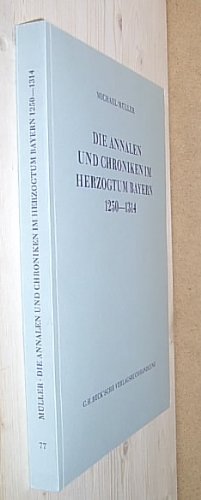 MICHAEL MÜLLER
DIE ANNALEN
UND CHRONIKEN IM
HERZOGTUM BAYERN
1250—1314
C.H.BECK'SCHE VERLAGSBUCHHANDLUNG
MÜLLER · DIE ANNALEN UND CHRONIKEN IM HERZOGTUM BAYERN 1250—1314
77